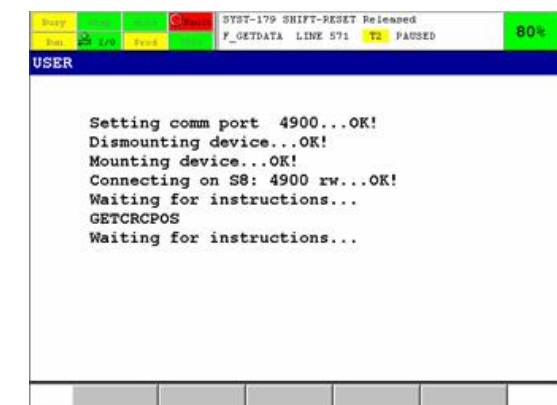 Busy Fault
SYST-179 SHIFT-RESET Released
Run I/O Prod
F_GETDATA LINE 571 T2 PAUSED
80%
USER
Setting comm port 4900...OK!
Dismounting device...OK!
Mounting device...OK!
Connecting on S8: 4900 rw...OK!
Waiting for instructions...
GETCRCPOS
Waiting for instructions...